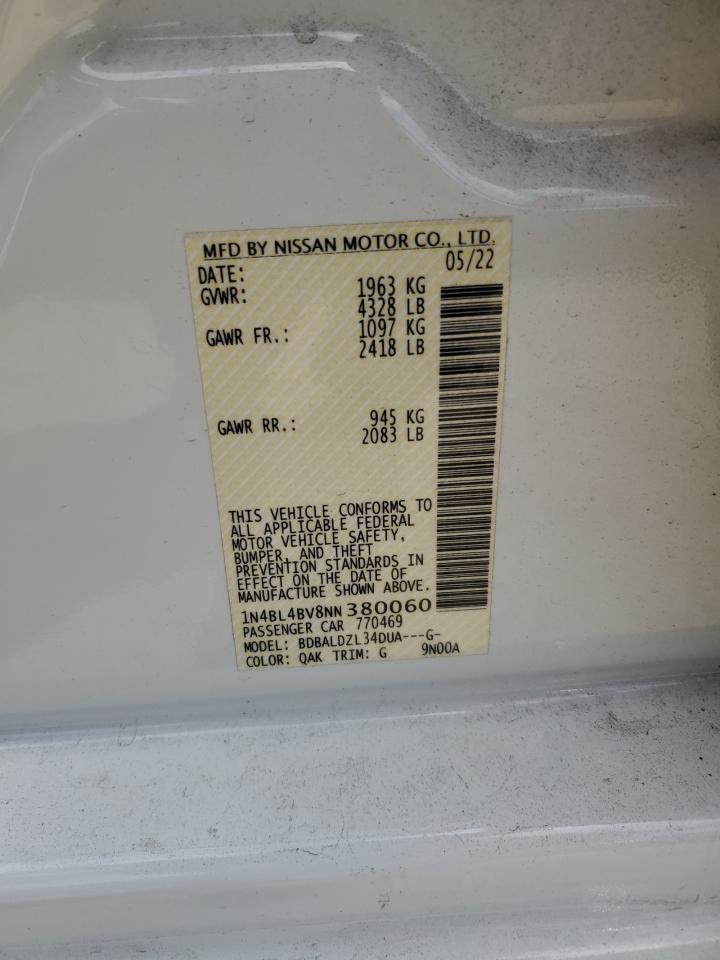 MFD BY NISSAN MOTOR CO., LTD.
DATE: 05/22
GVWR: 1963 KG
4328 LB
GAWR FR.: 1097 KG
2418 LB
GAWR RR.: 945 KG
2083 LB
THIS VEHICLE CONFORMS TO
ALL APPLICABLE FEDERAL
MOTOR VEHICLE SAFETY,
BUMPER, AND THEFT
PREVENTION STANDARDS IN
EFFECT ON THE DATE OF
MANUFACTURE SHOWN ABOVE.
1N4BL4BV8NN380060
PASSENGER CAR 770469
MODEL: BDBALDZL34DUA---G-
COLOR: QAK TRIM: G 9N00A